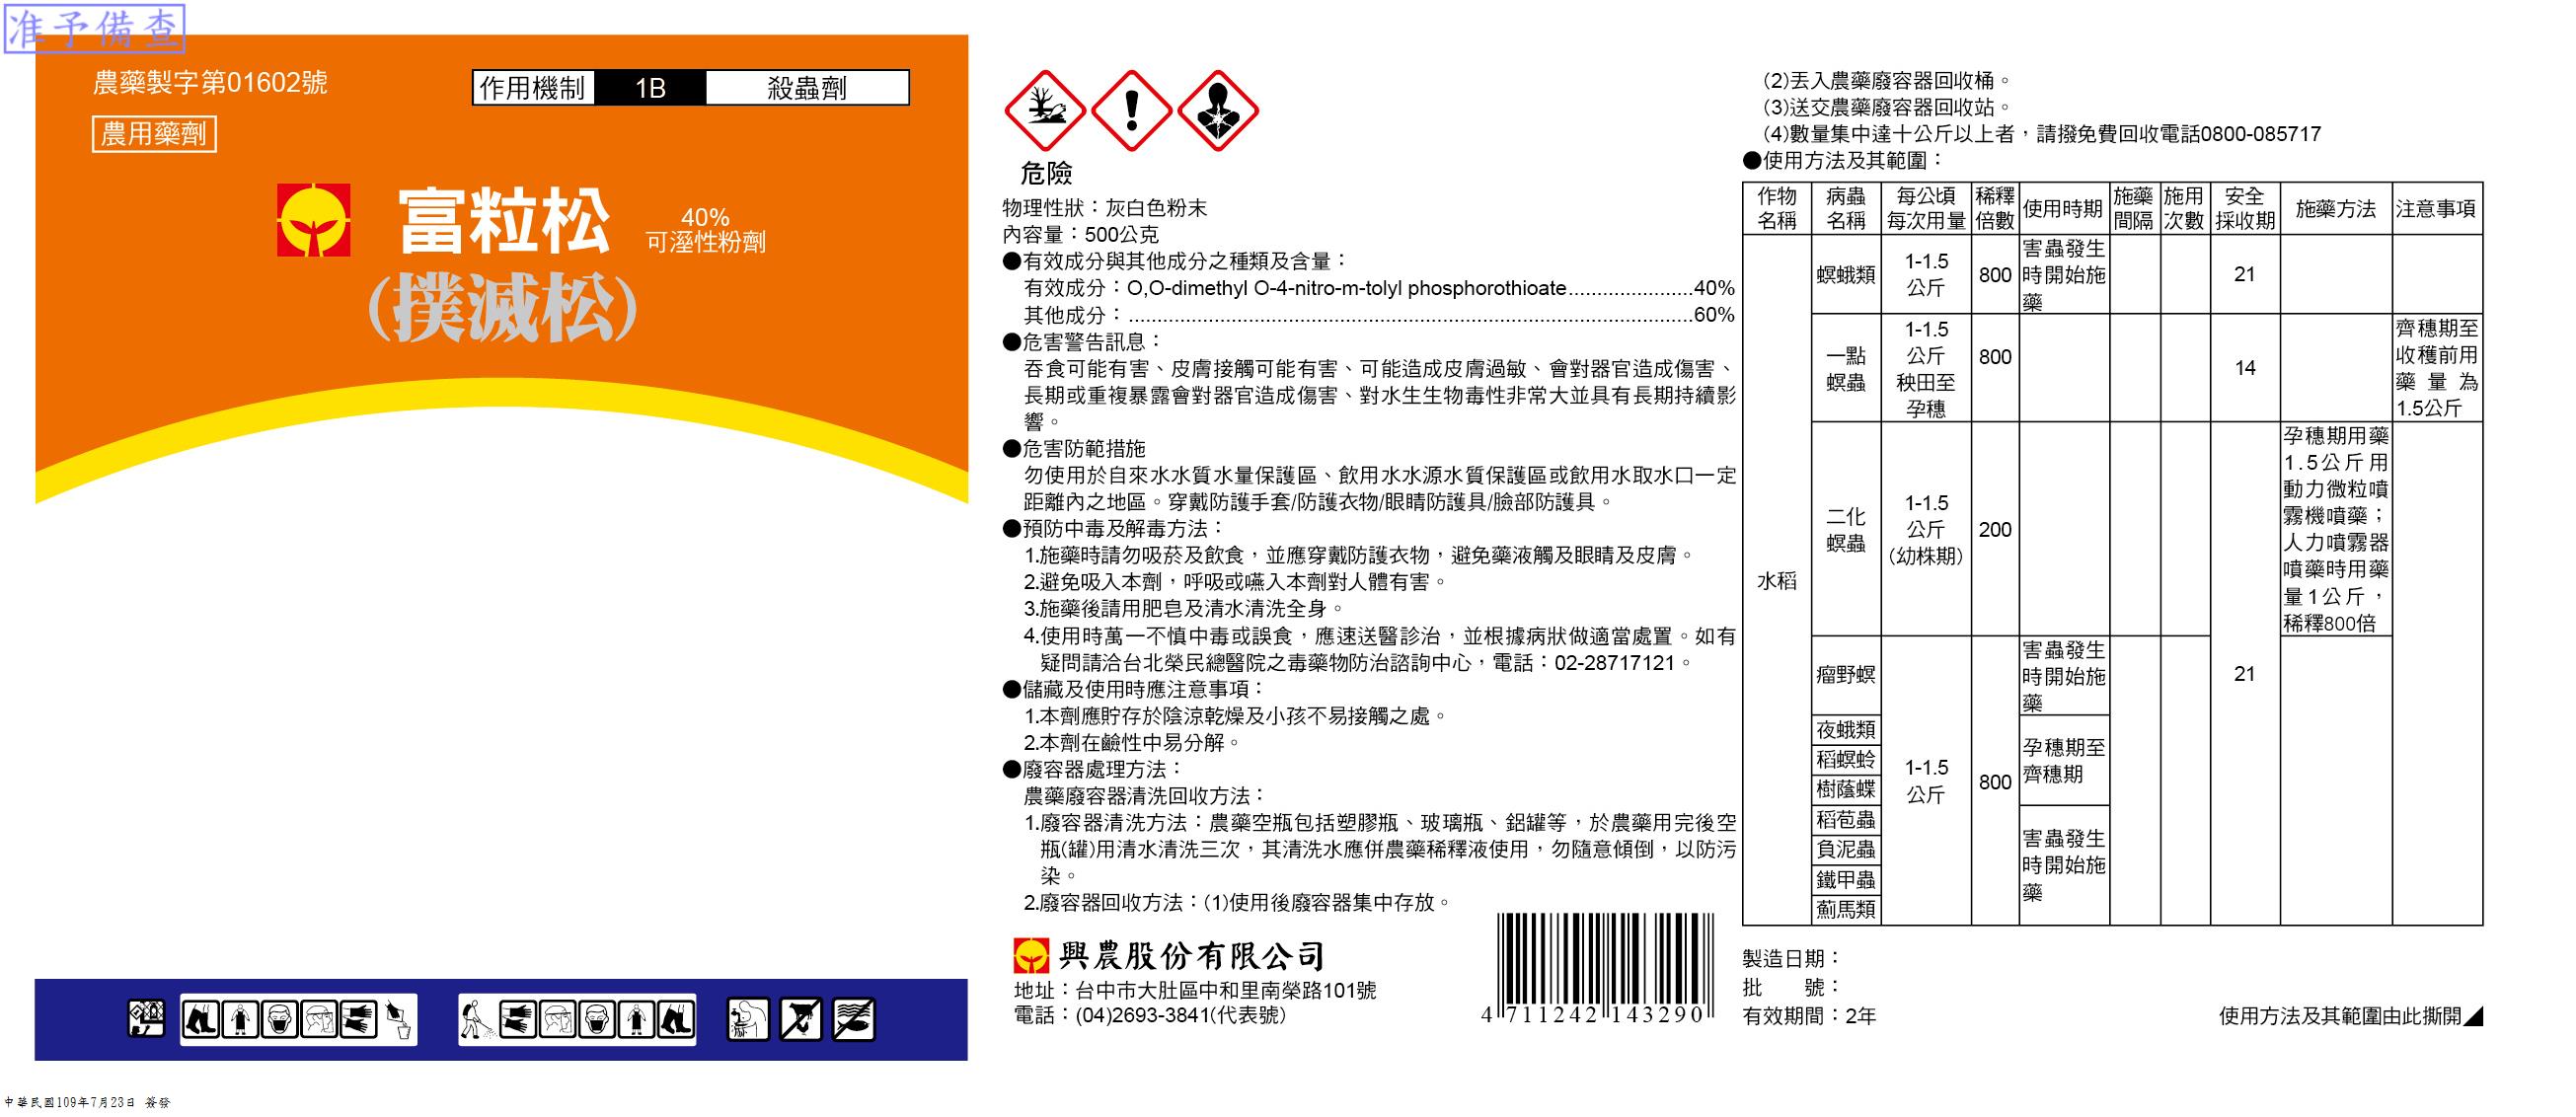 准予備查
農藥製字第01602號
作用機制 1B 殺蟲劑
農用藥劑
富粒松
40%
可溼性粉劑
(撲滅松)
危險
物理性狀：灰白色粉末
內容量：500公克
●有效成分與其他成分之種類及含量：
有效成分：O,O-dimethyl O-4-nitro-m-tolyl phosphorothioate.....................40%
其他成分：................................................................................................60%
●危害警告訊息：
吞食可能有害、皮膚接觸可能有害、可能造成皮膚過敏、會對器官造成傷害、
長期或重複暴露會對器官造成傷害、對水生生物毒性非常大並具有長期持續影
響。
●危害防範措施
勿使用於自來水水質水量保護區、飲用水水源水質保護區或飲用水取水口一定
距離內之地區。穿戴防護手套/防護衣物/眼睛防護具/臉部防護具。
●預防中毒及解毒方法：
1.施藥時請勿吸菸及飲食，並應穿戴防護衣物，避免藥液觸及眼睛及皮膚。
2.避免吸入本劑，呼吸或嚥入本劑對人體有害。
3.施藥後請用肥皂及清水清洗全身。
4.使用時萬一不慎中毒或誤食，應速送醫診治，並根據病狀做適當處置。如有
疑問請洽台北榮民總醫院之毒藥物防治諮詢中心，電話：02-28717121。
●儲藏及使用時應注意事項：
1.本劑應貯存於陰涼乾燥及小孩不易接觸之處。
2.本劑在鹼性中易分解。
●廢容器處理方法：
農藥廢容器清洗回收方法：
1.廢容器清洗方法：農藥空瓶包括塑膠瓶、玻璃瓶、鋁罐等，於農藥用完後空
瓶(罐)用清水清洗三次，其清洗水應併農藥稀釋液使用，勿隨意傾倒，以防污
染。
2.廢容器回收方法：(1)使用後廢容器集中存放。
興農股份有限公司
地址：台中市大肚區中和里南榮路101號
電話：(04)2693-3841(代表號)
4 711242 143290
(2)丟入農藥廢容器回收桶。
(3)送交農藥廢容器回收站。
(4)數量集中達十公斤以上者，請撥免費回收電話0800-085717
●使用方法及其範圍：
作物名稱 病蟲名稱 每公頃每次用量 稀釋倍數 使用時期 施藥間隔 施用次數 安全採收期 施藥方法 注意事項
水稻
螟蛾類 1-1.5公斤 800 害蟲發生時開始施藥 21
一點螟蟲 1-1.5公斤秧田至孕穗 800 14 齊穗期至收穫前用藥量為1.5公斤
二化螟蟲 1-1.5公斤(幼株期) 200 孕穗期用藥1.5公斤用動力微粒噴霧機噴藥；人力噴霧器噴藥時用藥量1公斤，稀釋800倍
瘤野螟 害蟲發生時開始施藥 21
夜蛾類
稻螟蛉 孕穗期至齊穗期
樹蔭蝶 1-1.5公斤 800
稻苞蟲
負泥蟲 害蟲發生時開始施藥
鐵甲蟲
薊馬類
製造日期：
批　　號：
有效期間：2年
使用方法及其範圍由此撕開
中華民國109年7月23日 簽發